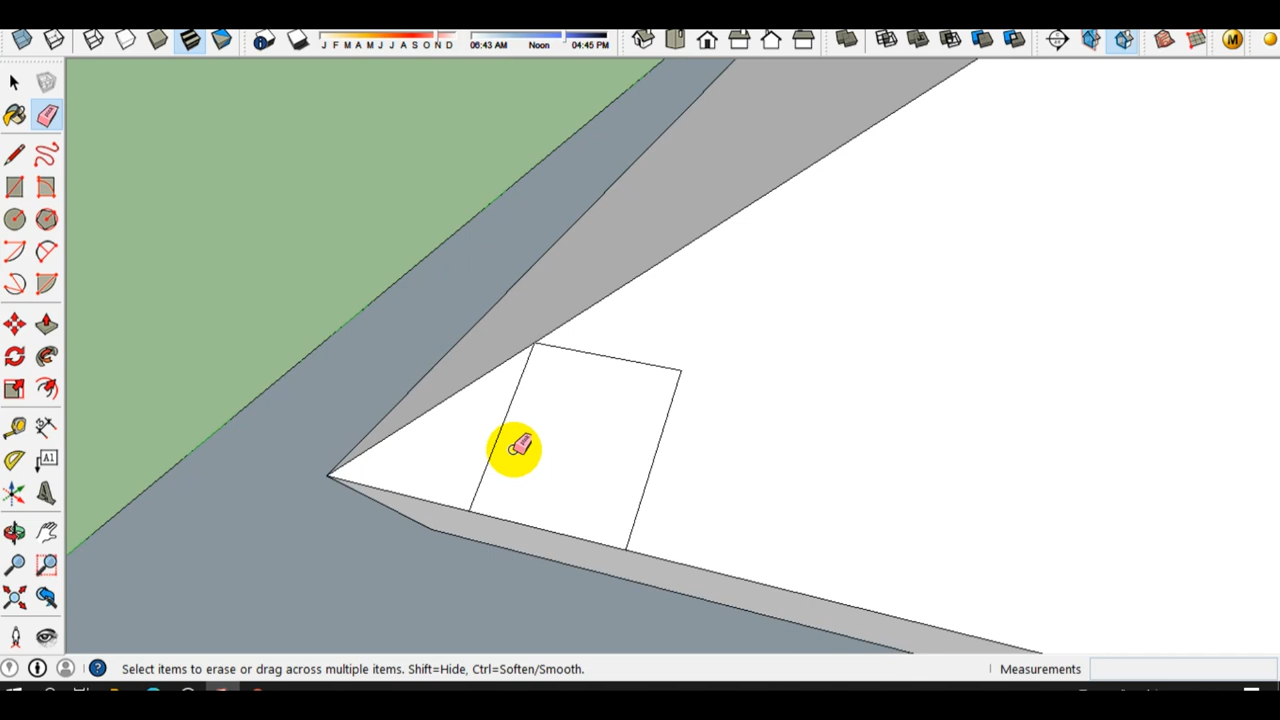 J F M A M J J A S O N D
06:43 AM Noon 04:45 PM
M
A1
Select items to erase or drag across multiple items. Shift=Hide, Ctrl=Soften/Smooth.
Measurements